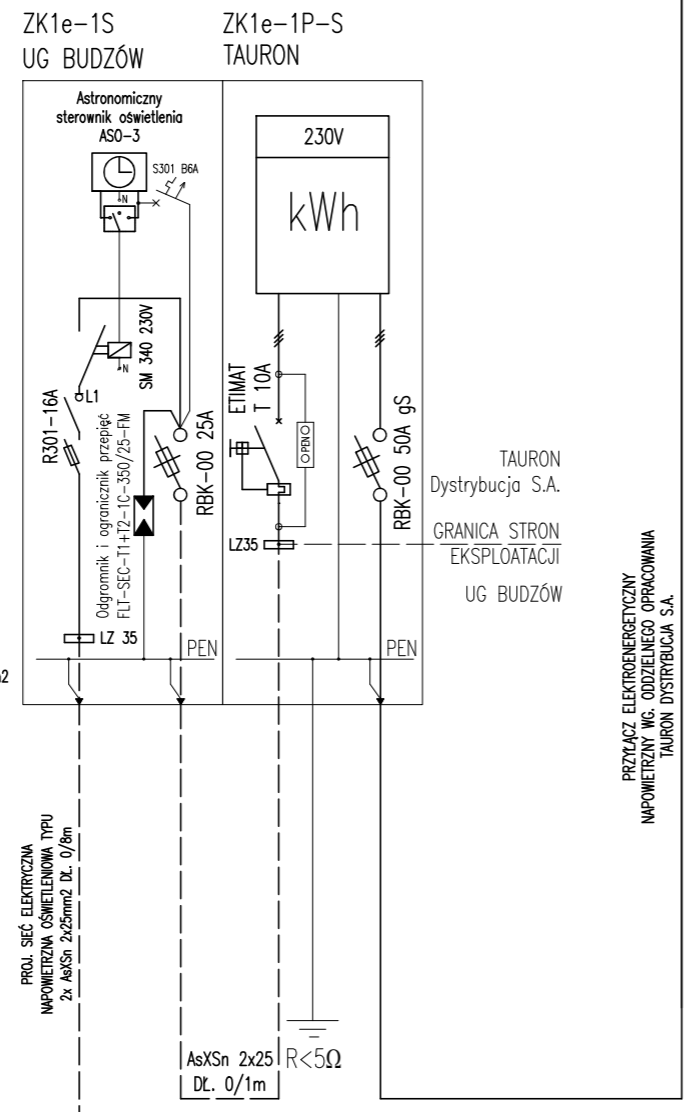 ZK1e-1S
UG BUDZÓW
ZK1e-1P-S
TAURON
Astronomiczny
sterownik oświetlenia
ASO-3
S301 B6A
N
230V
kWh
SM 340 230V
N
L1
R301-16A
Odgromnik i ogranicznik przepięć
FLT-SEC-T1+T2-1C-350/25-FM
RBK-00 25A
ETIMAT
T 10A
OPENO
RBK-00 50A gS
TAURON
Dystrybucja S.A.
GRANICA STRON
EKSPLOATACJI
UG BUDZÓW
LZ35
LZ 35
PEN
PEN
PROJ. SIEĆ ELEKTRYCZNA
NAPOWIETRZNA OŚWIETLENIOWA TYPU
2x AsXSn 2x25mm2 DŁ. 0/8m
AsXSn 2x25
DŁ. 0/1m
R<5Ω
PRZYŁĄCZ ELEKTROENERGETYCZNY
NAPOWIETRZNY WG. ODDZIELNEGO OPRACOWANIA
TAURON DYSTRYBUCJA S.A.